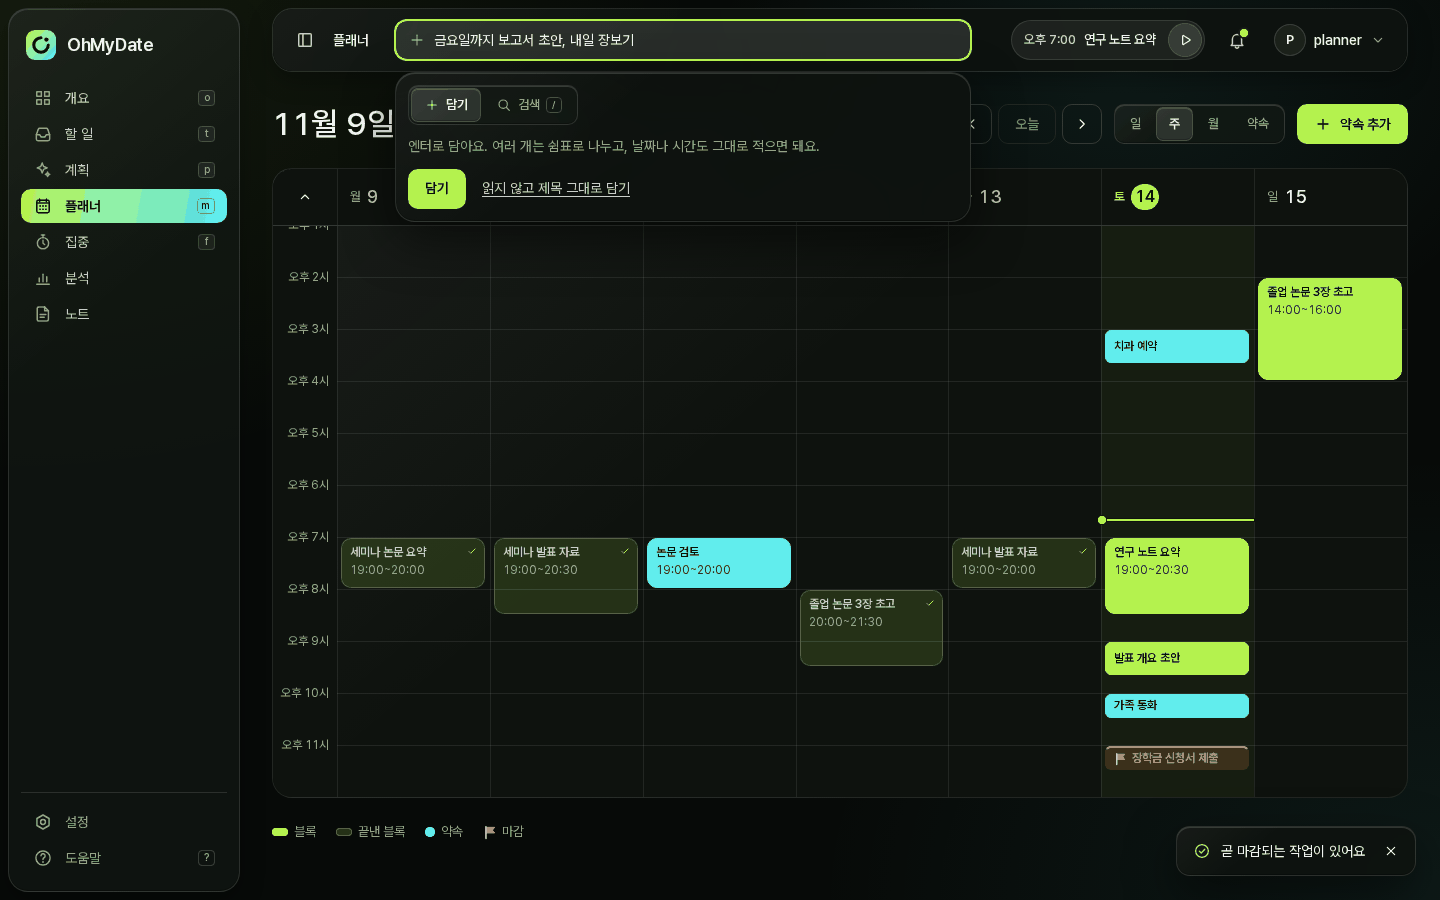 OhMyDate
개요 o
할 일 t
계획 p
플래너 m
집중 f
분석
노트
설정
도움말 ?
플래너
금요일까지 보고서 초안, 내일 장보기
오후 7:00 연구 노트 요약
P planner
담기
검색 /
엔터로 담아요. 여러 개는 쉼표로 나누고, 날짜나 시간도 그대로 적으면 돼요.
담기 읽지 않고 제목 그대로 담기
11월 9일
오늘
일 주 월 약속
약속 추가
월 9
13
토 14
일 15
오후 2시
오후 3시
오후 4시
오후 5시
오후 6시
오후 7시
오후 8시
오후 9시
오후 10시
오후 11시
세미나 논문 요약
19:00~20:00
세미나 발표 자료
19:00~20:30
논문 검토
19:00~20:00
졸업 논문 3장 초고
20:00~21:30
세미나 발표 자료
19:00~20:00
치과 예약
연구 노트 요약
19:00~20:30
발표 개요 초안
가족 통화
장학금 신청서 제출
졸업 논문 3장 초고
14:00~16:00
블록 끝낸 블록 약속 마감
곧 마감되는 작업이 있어요